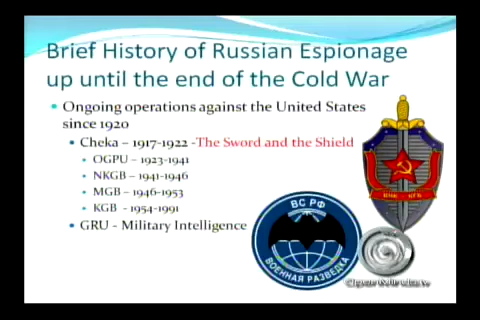 Brief History of Russian Espionage
up until the end of the Cold War
Ongoing operations against the United States
since 1920
Cheka – 1917-1922 -The Sword and the Shield
OGPU – 1923-1941
NKGB – 1941-1946
MGB – 1946-1953
KGB - 1954-1991
GRU - Military Intelligence
ВС РФ
ВОЕННАЯ РАЗВЕДКА